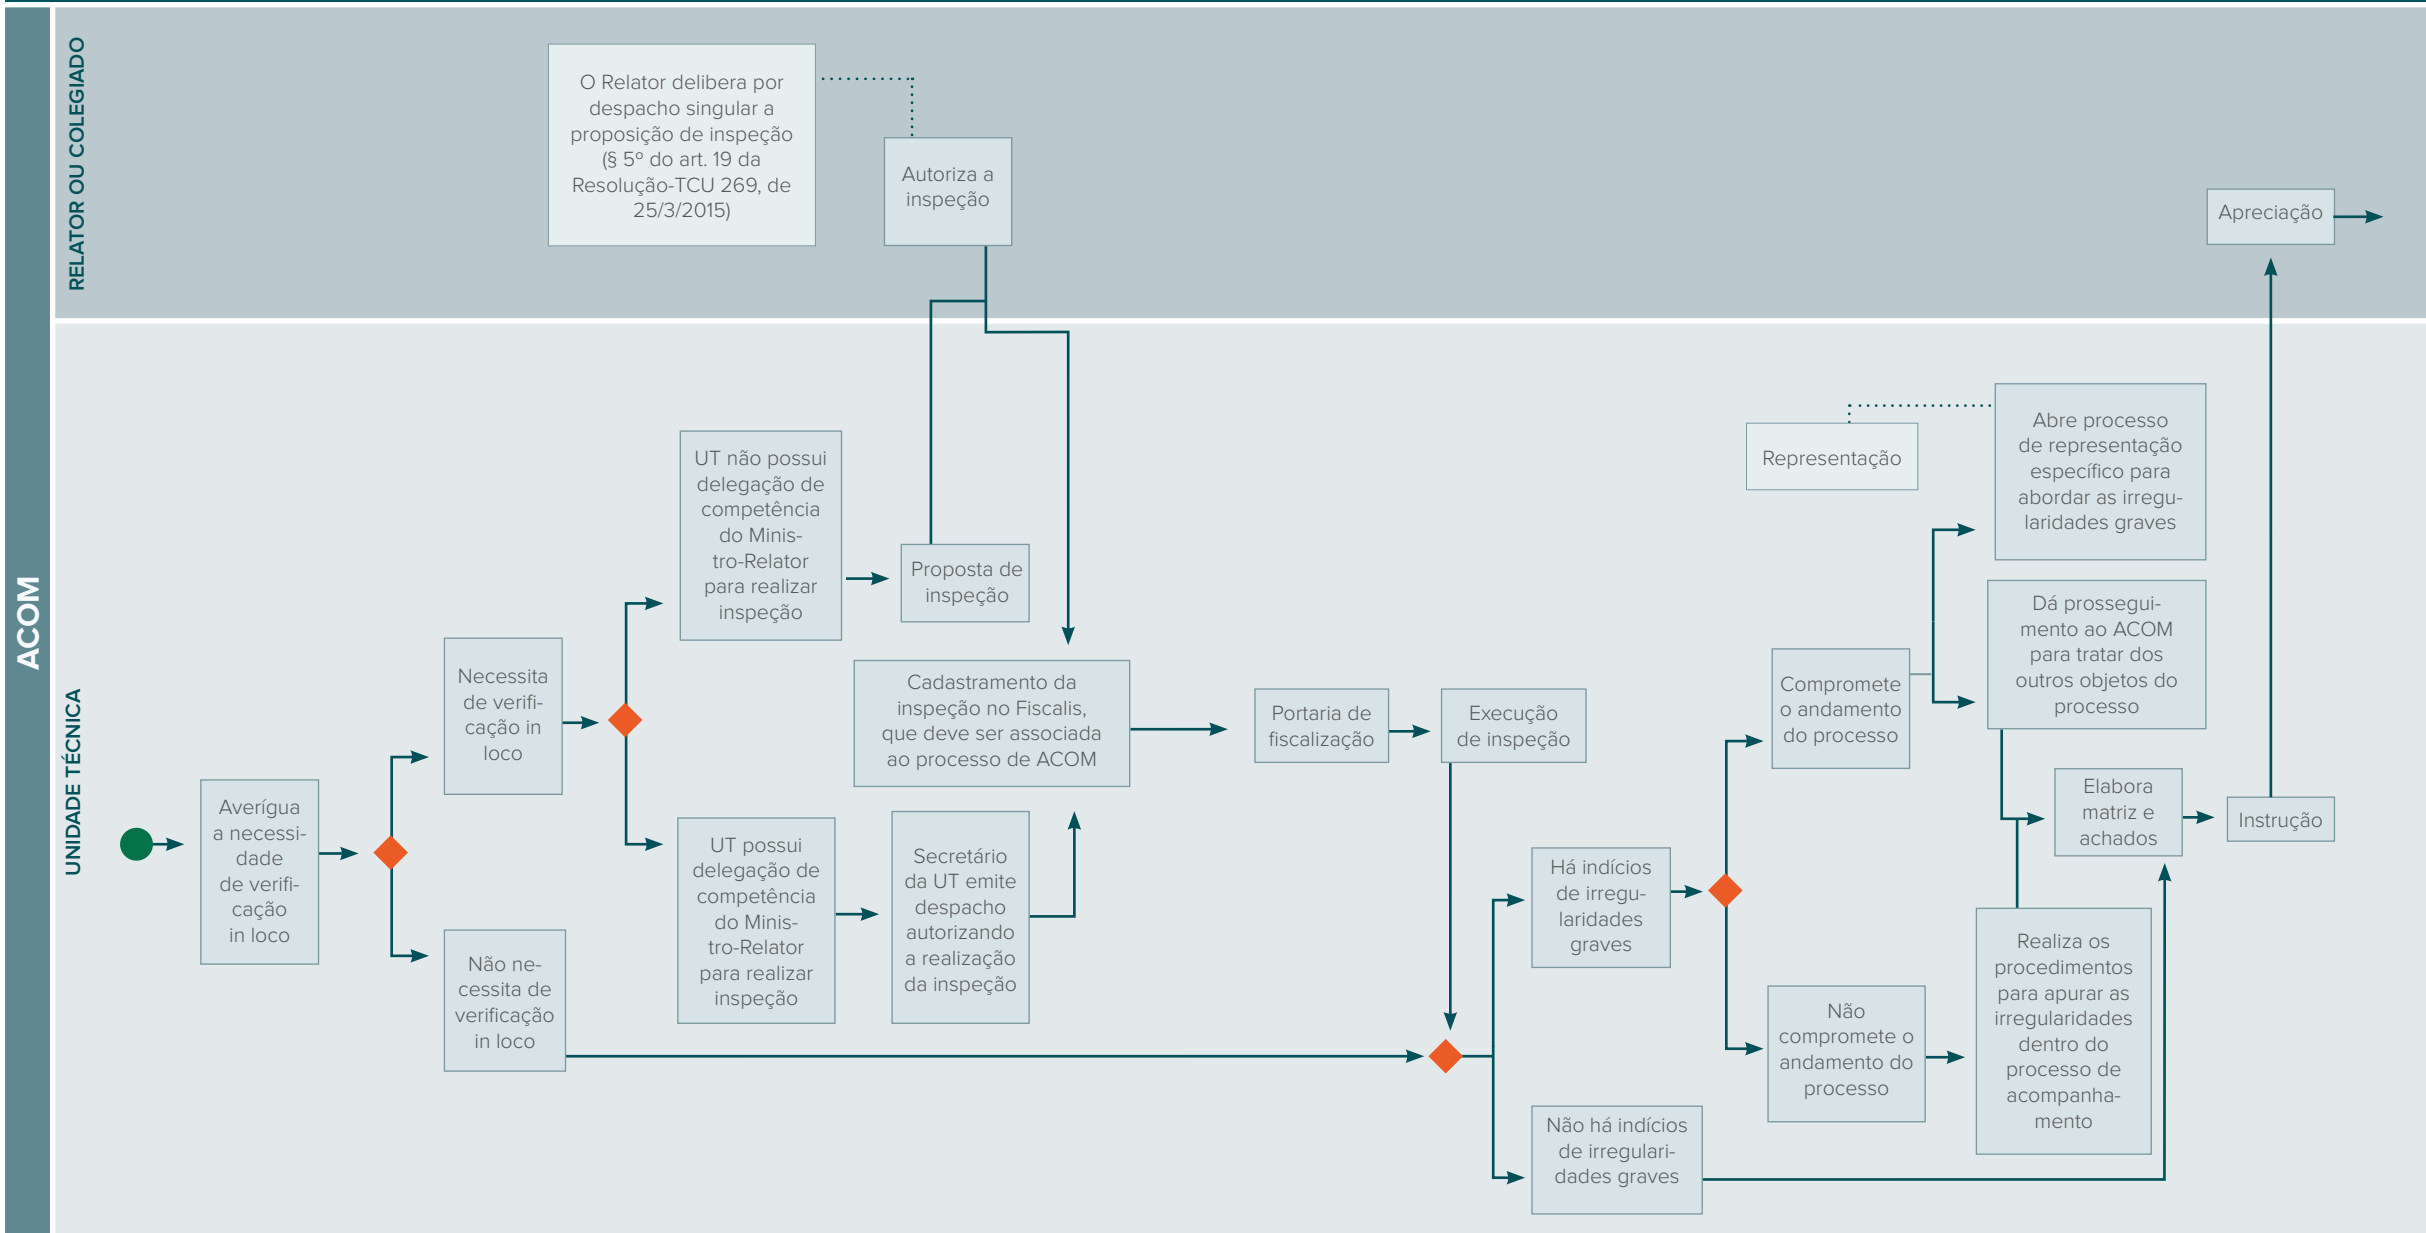 ACOM
RELATOR OU COLEGIADO
O Relator delibera por
despacho singular a
proposição de inspeção
(§ 5º do art. 19 da
Resolução-TCU 269, de
25/3/2015)
Autoriza a
inspeção
Apreciação
UNIDADE TÉCNICA
Averígua
a necessi-
dade
de verifi-
cação
in loco
Necessita
de verifi-
cação in
loco
Não ne-
cessita de
verificação
in loco
UT não possui
delegação de
competência
do Minis-
tro-Relator
para realizar
inspeção
Proposta de
inspeção
UT possui
delegação de
competência
do Minis-
tro-Relator
para realizar
inspeção
Secretário
da UT emite
despacho
autorizando
a realização
da inspeção
Cadastramento da
inspeção no Fiscalis,
que deve ser associada
ao processo de ACOM
Portaria de
fiscalização
Execução
de inspeção
Há indícios
de irregu-
laridades
graves
Não há indícios
de irregulari-
dades graves
Compromete
o andamento
do processo
Não
compromete o
andamento do
processo
Representação
Abre processo
de representação
específico para
abordar as irregu-
laridades graves
Dá prossegui-
mento ao ACOM
para tratar dos
outros objetos do
processo
Realiza os
procedimentos
para apurar as
irregularidades
dentro do
processo de
acompanha-
mento
Elabora
matriz e
achados
Instrução